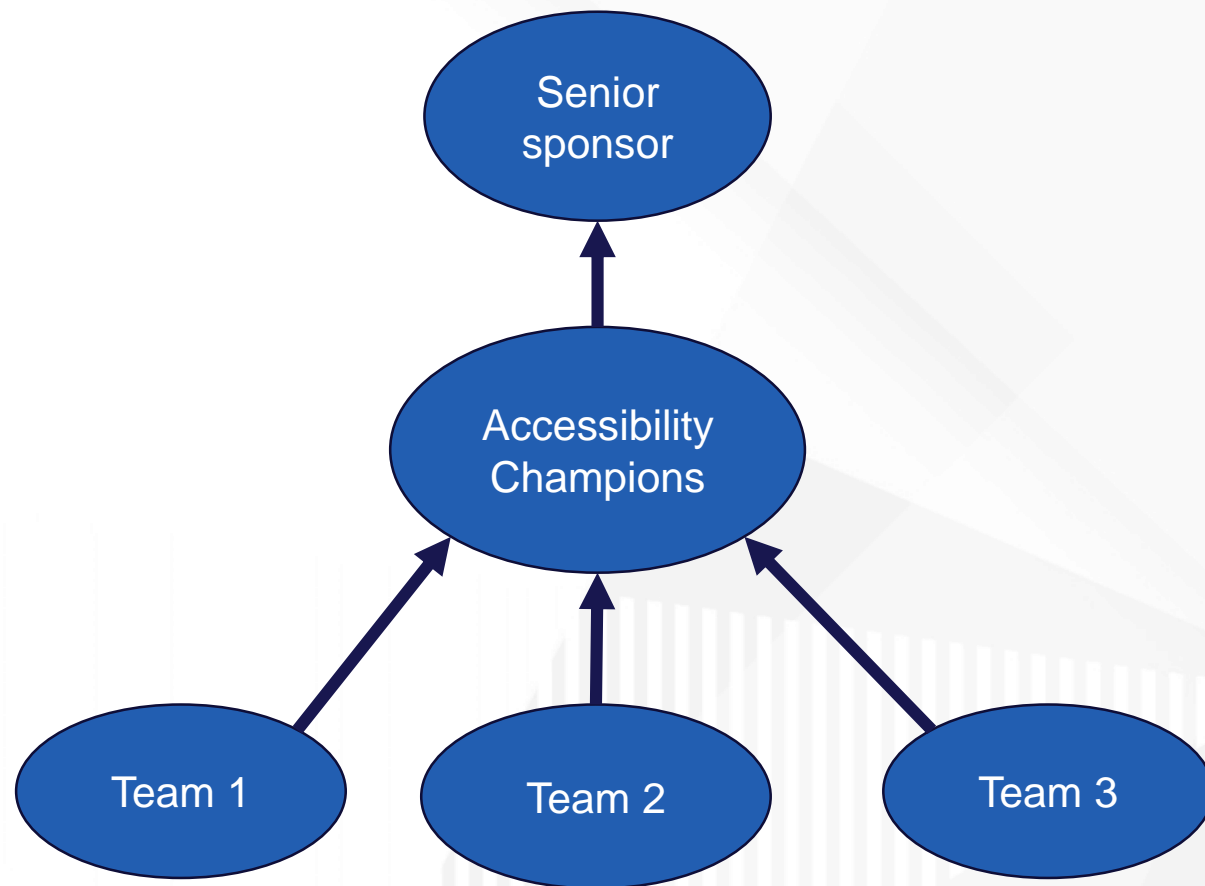 Senior
sponsor
Accessibility
Champions
Team 1
Team 2
Team 3